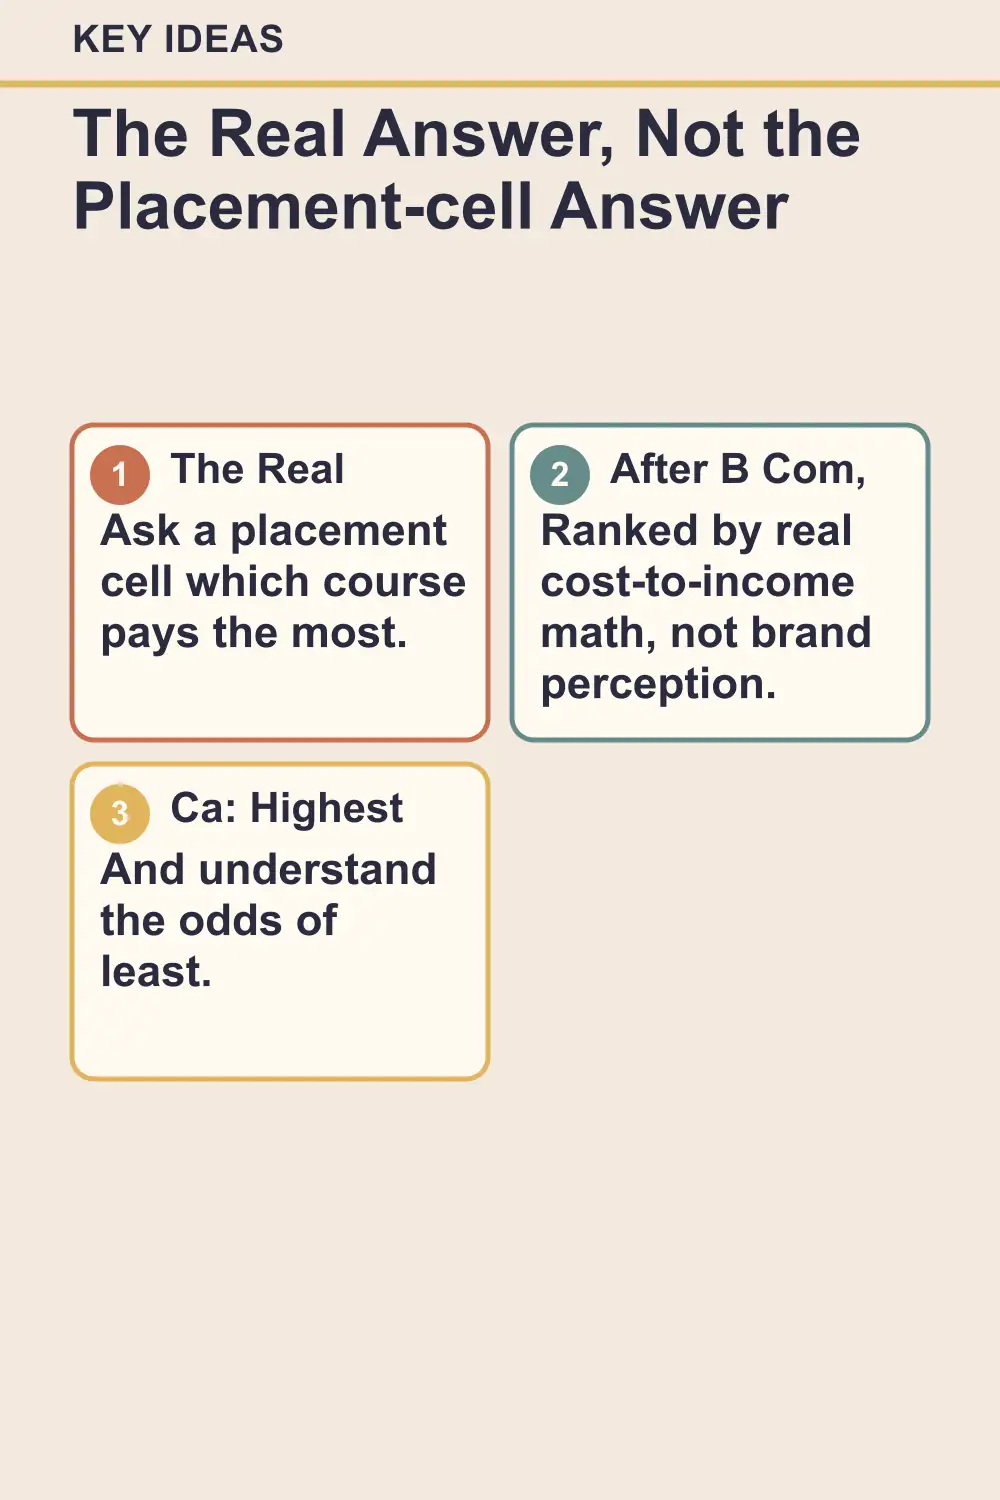 KEY IDEAS
The Real Answer, Not the
Placement-cell Answer
1 The Real
Ask a placement
cell which course
pays the most.
2 After B Com,
Ranked by real
cost-to-income
math, not brand
perception.
3 Ca: Highest
And understand
the odds of
least.